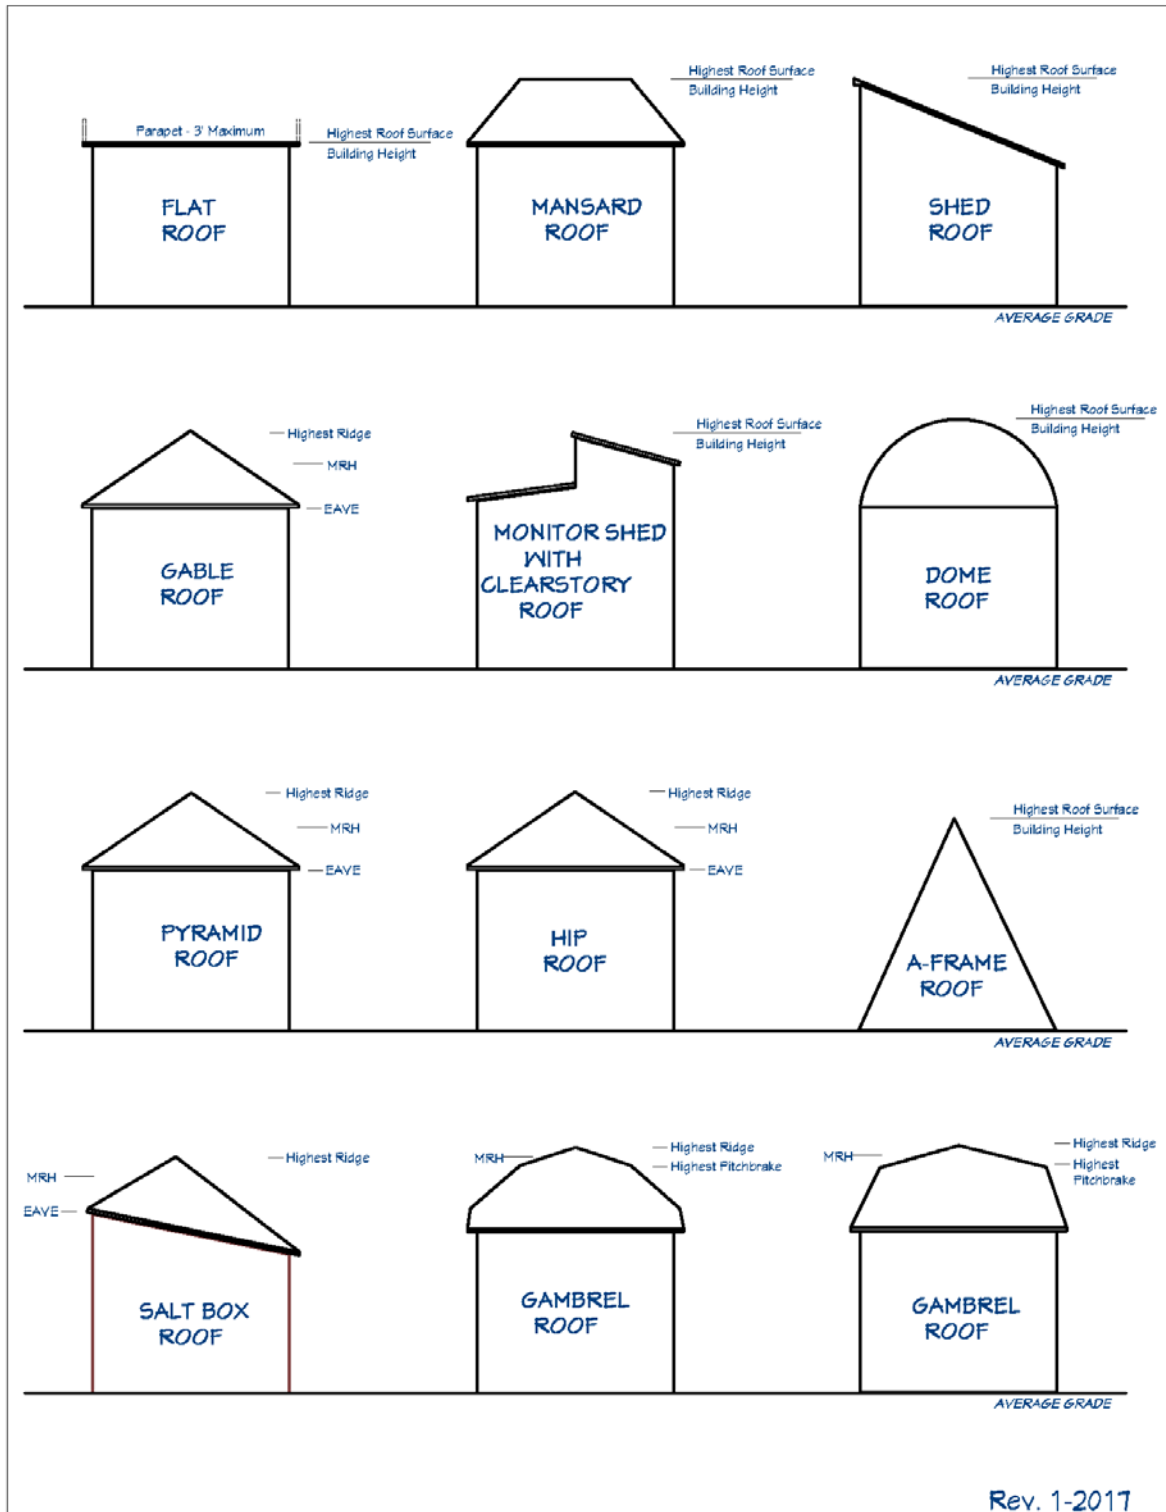 Highest Roof Surface
Building Height
Highest Roof Surface
Building Height
Parapet - 3' Maximum
Highest Roof Surface
Building Height
FLAT
ROOF
MANSARD
ROOF
SHED
ROOF
AVERAGE GRADE
Highest Ridge
MRH
EAVE
Highest Roof Surface
Building Height
Highest Roof Surface
Building Height
GABLE
ROOF
MONITOR SHED
WITH
CLEARSTORY
ROOF
DOME
ROOF
AVERAGE GRADE
Highest Ridge
MRH
EAVE
Highest Ridge
MRH
EAVE
Highest Roof Surface
Building Height
PYRAMID
ROOF
HIP
ROOF
A-FRAME
ROOF
AVERAGE GRADE
MRH
EAVE
Highest Ridge
MRH
Highest Ridge
Highest Pitchbrake
MRH
Highest Ridge
Highest
Pitchbrake
SALT BOX
ROOF
GAMBREL
ROOF
GAMBREL
ROOF
AVERAGE GRADE
Rev. 1-2017